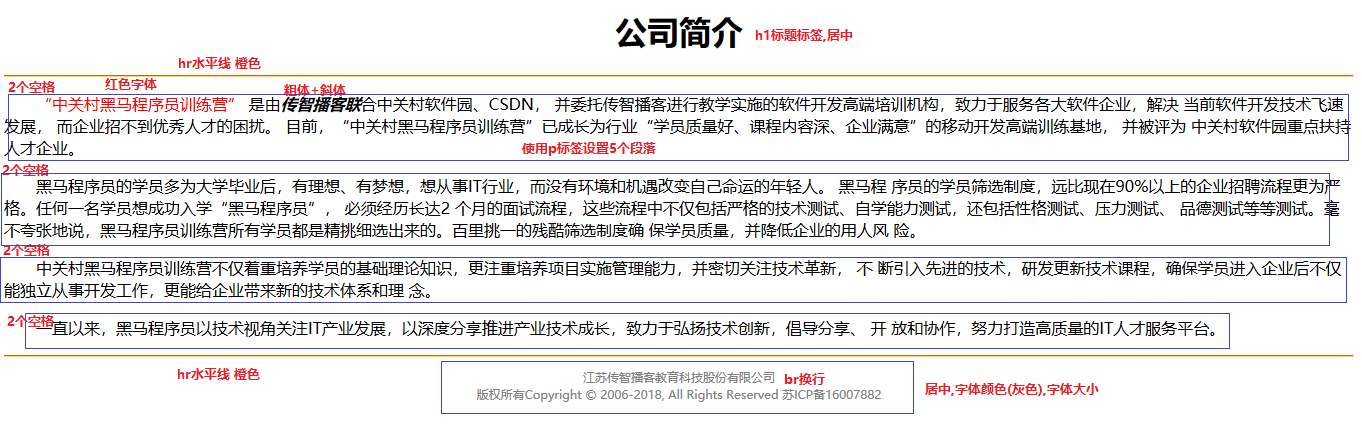 公司简介 h1标题标签,居中
hr水平线 橙色
2个空格 红色字体 粗体+斜体
“中关村黑马程序员训练营” 是由传智播客联合中关村软件园、CSDN， 并委托传智播客进行教学实施的软件开发高端培训机构，致力于服务各大软件企业，解决 当前软件开发技术飞速
发展， 而企业招不到优秀人才的困扰。 目前，“中关村黑马程序员训练营”已成长为行业“学员质量好、课程内容深、企业满意”的移动开发高端训练基地， 并被评为 中关村软件园重点扶持
人才企业。 使用p标签设置5个段落
2个空格
黑马程序员的学员多为大学毕业后，有理想、有梦想，想从事IT行业，而没有环境和机遇改变自己命运的年轻人。 黑马程 序员的学员筛选制度，远比现在90%以上的企业招聘流程更为严
格。任何一名学员想成功入学“黑马程序员”， 必须经历长达2 个月的面试流程，这些流程中不仅包括严格的技术测试、自学能力测试，还包括性格测试、压力测试、 品德测试等等测试。毫
不夸张地说，黑马程序员训练营所有学员都是精挑细选出来的。百里挑一的残酷筛选制度确 保学员质量，并降低企业的用人风 险。
2个空格
中关村黑马程序员训练营不仅着重培养学员的基础理论知识，更注重培养项目实施管理能力，并密切关注技术革新， 不 断引入先进的技术，研发更新技术课程，确保学员进入企业后不仅
能独立从事开发工作，更能给企业带来新的技术体系和理 念。
2个空格
一直以来，黑马程序员以技术视角关注IT产业发展，以深度分享推进产业技术成长，致力于弘扬技术创新，倡导分享、 开 放和协作，努力打造高质量的IT人才服务平台。
hr水平线 橙色
江苏传智播客教育科技股份有限公司 br换行
版权所有Copyright © 2006-2018, All Rights Reserved 苏ICP备16007882
居中,字体颜色(灰色),字体大小